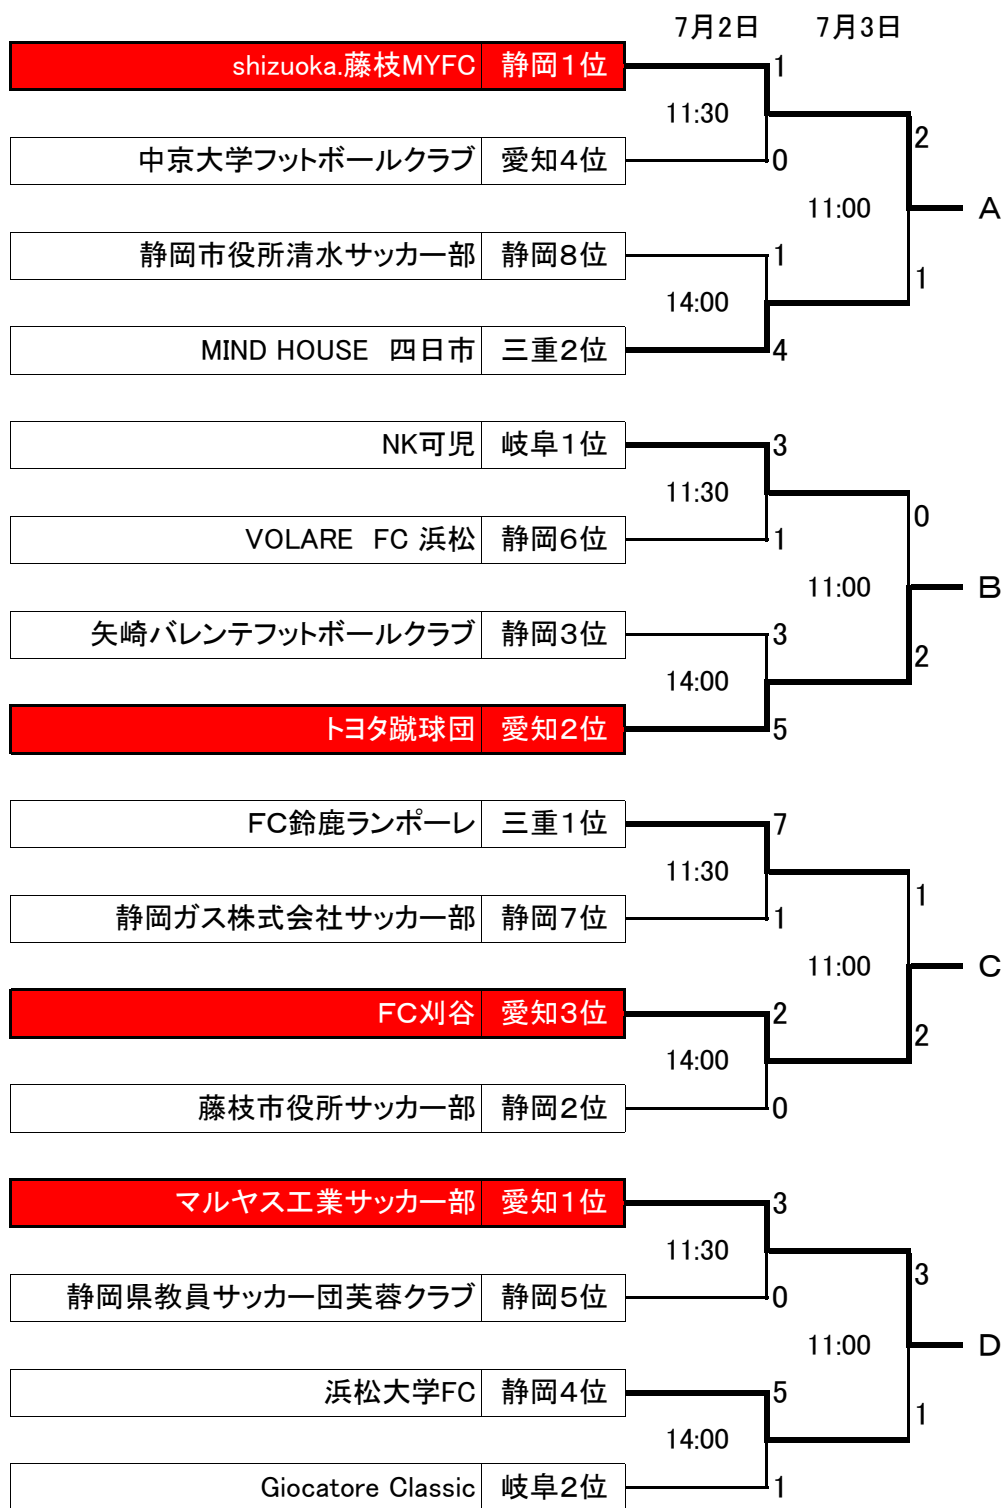 7月2日 7月3日
shizuoka.藤枝MYFC 静岡1位 1
11:30
2
中京大学フットボールクラブ 愛知4位 0
11:00 A
静岡市役所清水サッカー部 静岡8位 1
1
14:00
MIND HOUSE 四日市 三重2位 4
NK可児 岐阜1位 3
11:30
0
VOLARE FC 浜松 静岡6位 1
11:00 B
矢崎バレンテフットボールクラブ 静岡3位 3
2
14:00
トヨタ蹴球団 愛知2位 5
FC鈴鹿ランポーレ 三重1位 7
11:30
1
静岡ガス株式会社サッカー部 静岡7位 1
11:00 C
FC刈谷 愛知3位 2
2
14:00
藤枝市役所サッカー部 静岡2位 0
マルヤス工業サッカー部 愛知1位 3
11:30
3
静岡県教員サッカー団芙蓉クラブ 静岡5位 0
11:00 D
浜松大学FC 静岡4位 5
1
14:00
Giocatore Classic 岐阜2位 1